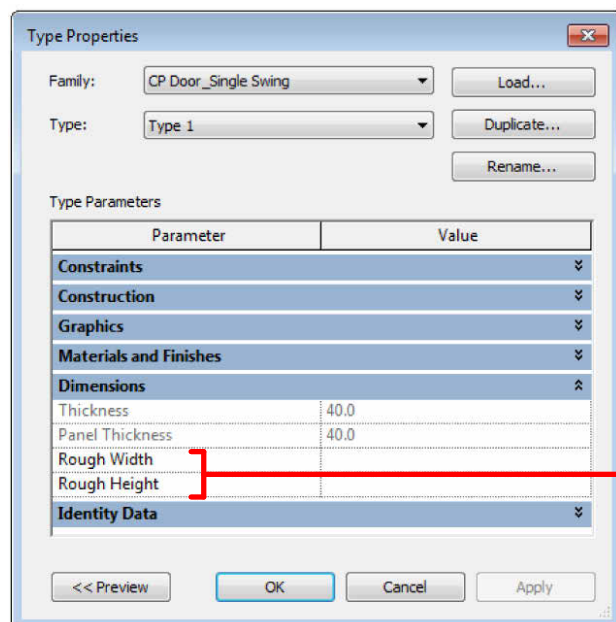 Type Properties
Family: CP Door_Single Swing Load...
Type: Type 1 Duplicate...
Rename...
Type Parameters
Parameter Value
Constraints
Construction
Graphics
Materials and Finishes
Dimensions
Thickness 40.0
Panel Thickness 40.0
Rough Width
Rough Height
Identity Data
<< Preview OK Cancel Apply